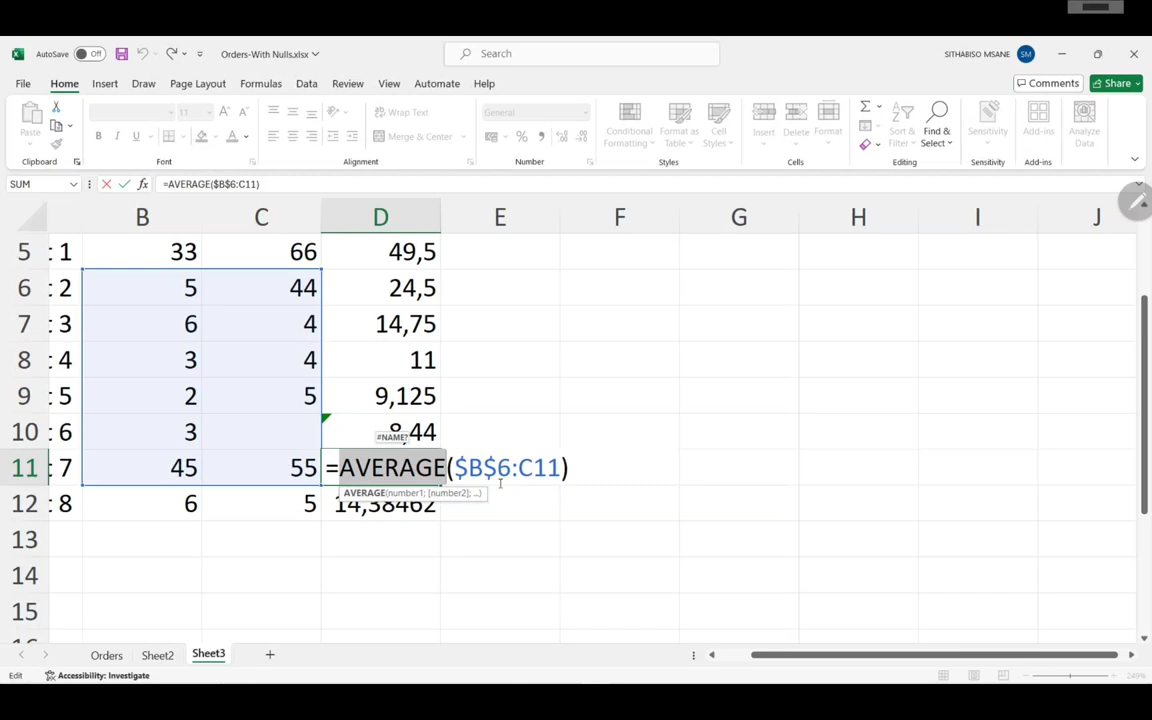 AutoSave Off Orders-With Nulls.xlsx Search SITHABISO MSANE SM
File Home Insert Draw Page Layout Formulas Data Review View Automate Help Comments Share
Paste 11 Wrap Text General Conditional Formatting Format as Table Cell Styles Insert Delete Format Sort & Filter Find & Select Sensitivity Add-ins Analyze Data
B I U A Merge & Center %
Clipboard Font Alignment Number Styles Cells Editing Sensitivity Add-ins
SUM fx =AVERAGE($B$6:C11)
B C D E F G H I J
5 t 1 33 66 49,5
6 t 2 5 44 24,5
7 t 3 6 4 14,75
8 t 4 3 4 11
9 t 5 2 5 9,125
10 t 6 3 8,44
#NAME?
11 t 7 45 55 =AVERAGE($B$6:C11)
AVERAGE(number1; [number2]; ...)
12 t 8 6 5 14,38462
13
14
15
16
Orders Sheet2 Sheet3
Edit Accessibility: Investigate 249%